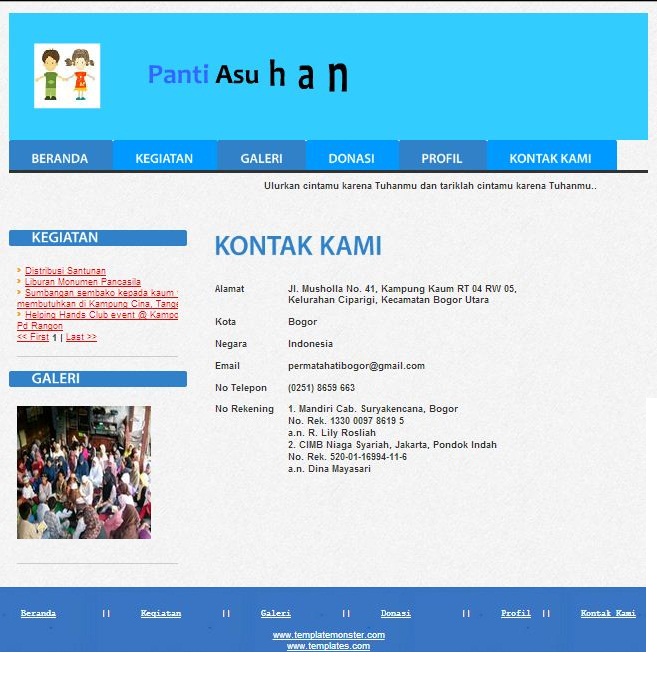 Panti Asuhan
BERANDA KEGIATAN GALERI DONASI PROFIL KONTAK KAMI
Ulurkan cintamu karena Tuhanmu dan tariklah cintamu karena Tuhanmu..
KEGIATAN
Distribusi Santunan
Liburan Monumen Pancasila
Sumbangan sembako kepada kaum
membutuhkan di Kampung Cina, Tange
Helping Hands Club event @ Kampo
Pd Rangon
<< First 1 | Last >>
GALERI
KONTAK KAMI
Alamat Jl. Musholla No. 41, Kampung Kaum RT 04 RW 05,
Kelurahan Ciparigi, Kecamatan Bogor Utara
Kota Bogor
Negara Indonesia
Email permatahatibogor@gmail.com
No Telepon (0251) 8659 663
No Rekening 1. Mandiri Cab. Suryakencana, Bogor
No. Rek. 1330 0097 8619 5
a.n. R. Lily Rosliah
2. CIMB Niaga Syariah, Jakarta, Pondok Indah
No. Rek. 520-01-16994-11-6
a.n. Dina Mayasari
Beranda || Kegiatan || Galeri || Donasi || Profil || Kontak Kami
www.templatemonster.com
www.templates.com